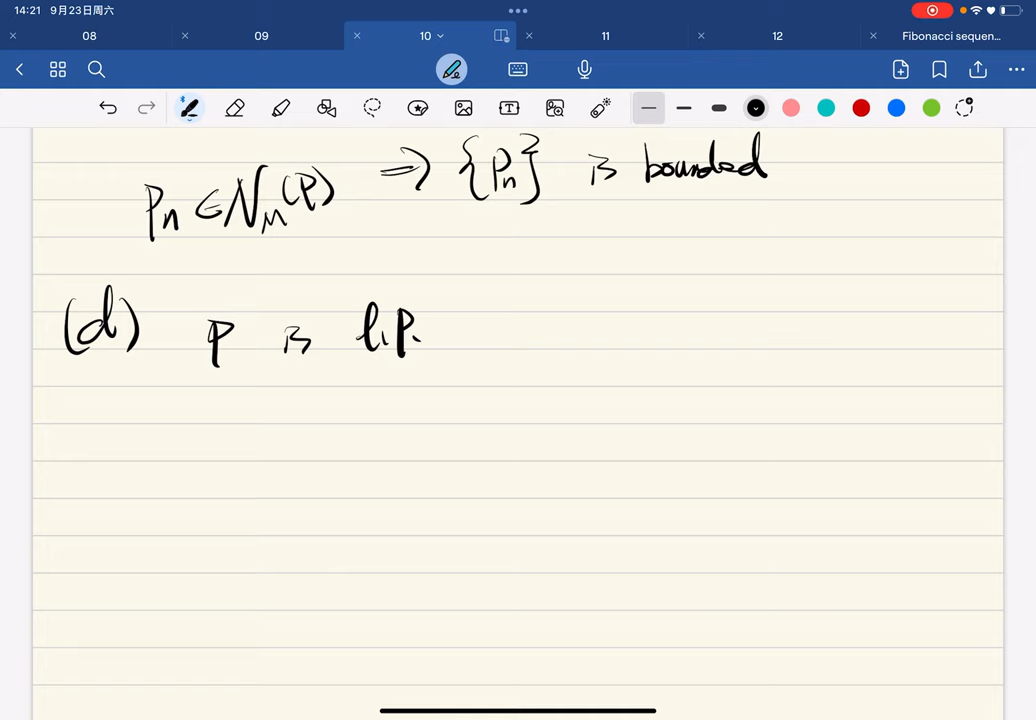 14:21 9月23日周六
08 09 10 11 12 Fibonacci sequen...
pn ∈ N_M(p) ⇒ {pn} is bounded
(d) p is l.p.